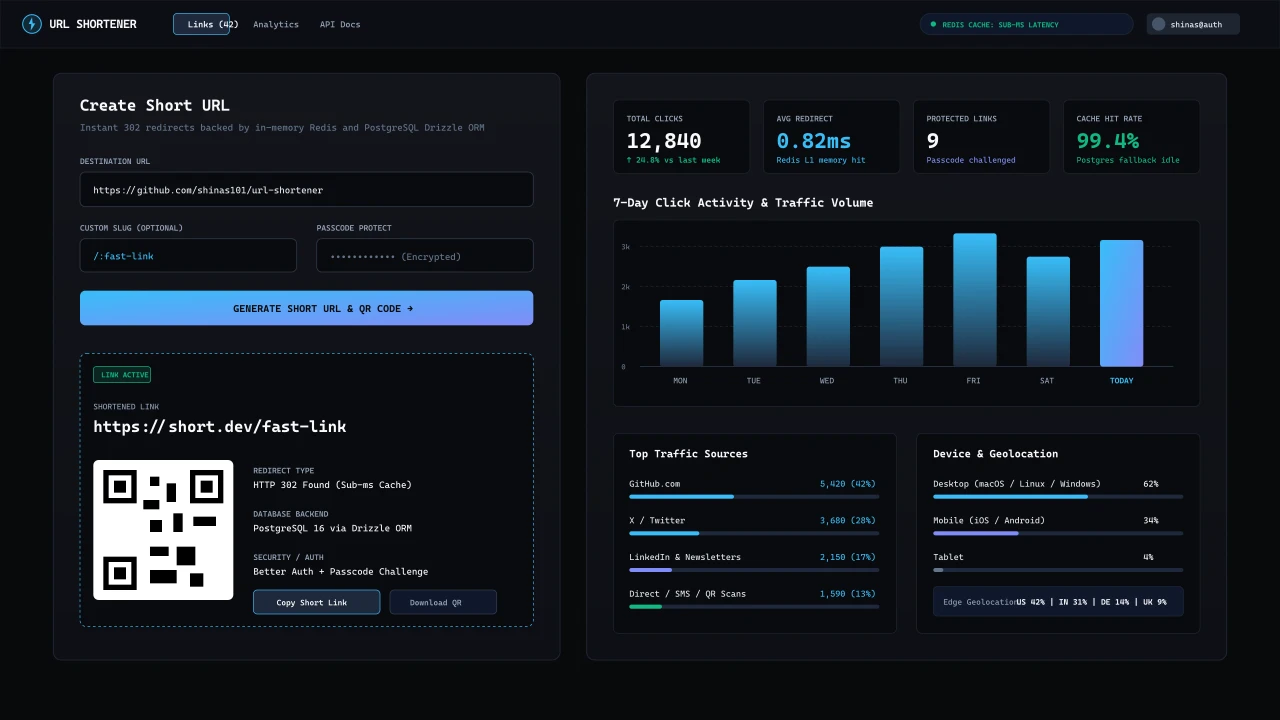 URL SHORTENER
Links (42)
Analytics
API Docs
REDIS CACHE: SUB-MS LATENCY
shinas@auth
Create Short URL
Instant 302 redirects backed by in-memory Redis and PostgreSQL Drizzle ORM
DESTINATION URL
https://github.com/shinas101/url-shortener
CUSTOM SLUG (OPTIONAL)
PASSCODE PROTECT
/:fast-link
•••••••••••• (Encrypted)
GENERATE SHORT URL & QR CODE →
LINK ACTIVE
SHORTENED LINK
https://short.dev/fast-link
REDIRECT TYPE
HTTP 302 Found (Sub-ms Cache)
DATABASE BACKEND
PostgreSQL 16 via Drizzle ORM
SECURITY / AUTH
Better Auth + Passcode Challenge
Copy Short Link
Download QR
TOTAL CLICKS
12,840
↑ 24.8% vs last week
AVG REDIRECT
0.82ms
Redis L1 memory hit
PROTECTED LINKS
9
Passcode challenged
CACHE HIT RATE
99.4%
Postgres fallback idle
7-Day Click Activity & Traffic Volume
3k
2k
1k
0
MON
TUE
WED
THU
FRI
SAT
TODAY
Top Traffic Sources
GitHub.com
5,420 (42%)
X / Twitter
3,680 (28%)
LinkedIn & Newsletters
2,150 (17%)
Direct / SMS / QR Scans
1,590 (13%)
Device & Geolocation
Desktop (macOS / Linux / Windows)
62%
Mobile (iOS / Android)
34%
Tablet
4%
Edge Geolocation
US 42% | IN 31% | DE 14% | UK 9%